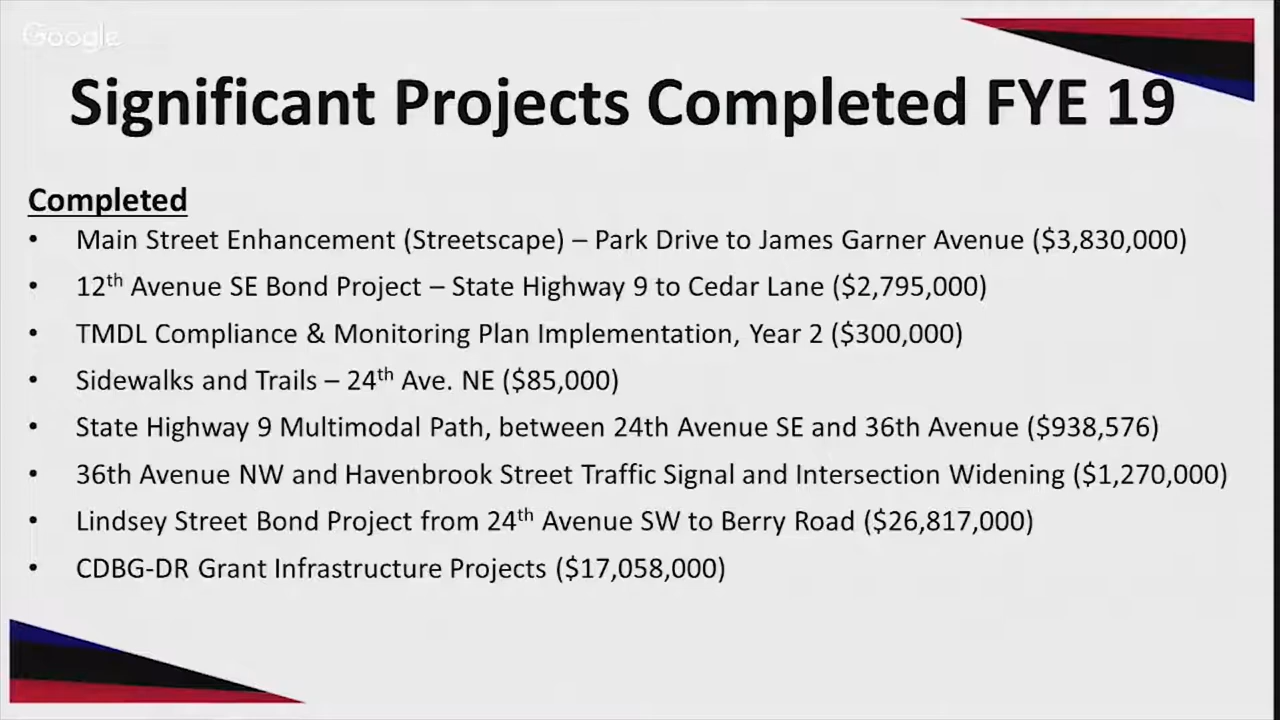 Google
Significant Projects Completed FYE 19
Completed
• Main Street Enhancement (Streetscape) – Park Drive to James Garner Avenue ($3,830,000)
• 12th Avenue SE Bond Project – State Highway 9 to Cedar Lane ($2,795,000)
• TMDL Compliance & Monitoring Plan Implementation, Year 2 ($300,000)
• Sidewalks and Trails – 24th Ave. NE ($85,000)
• State Highway 9 Multimodal Path, between 24th Avenue SE and 36th Avenue ($938,576)
• 36th Avenue NW and Havenbrook Street Traffic Signal and Intersection Widening ($1,270,000)
• Lindsey Street Bond Project from 24th Avenue SW to Berry Road ($26,817,000)
• CDBG-DR Grant Infrastructure Projects ($17,058,000)